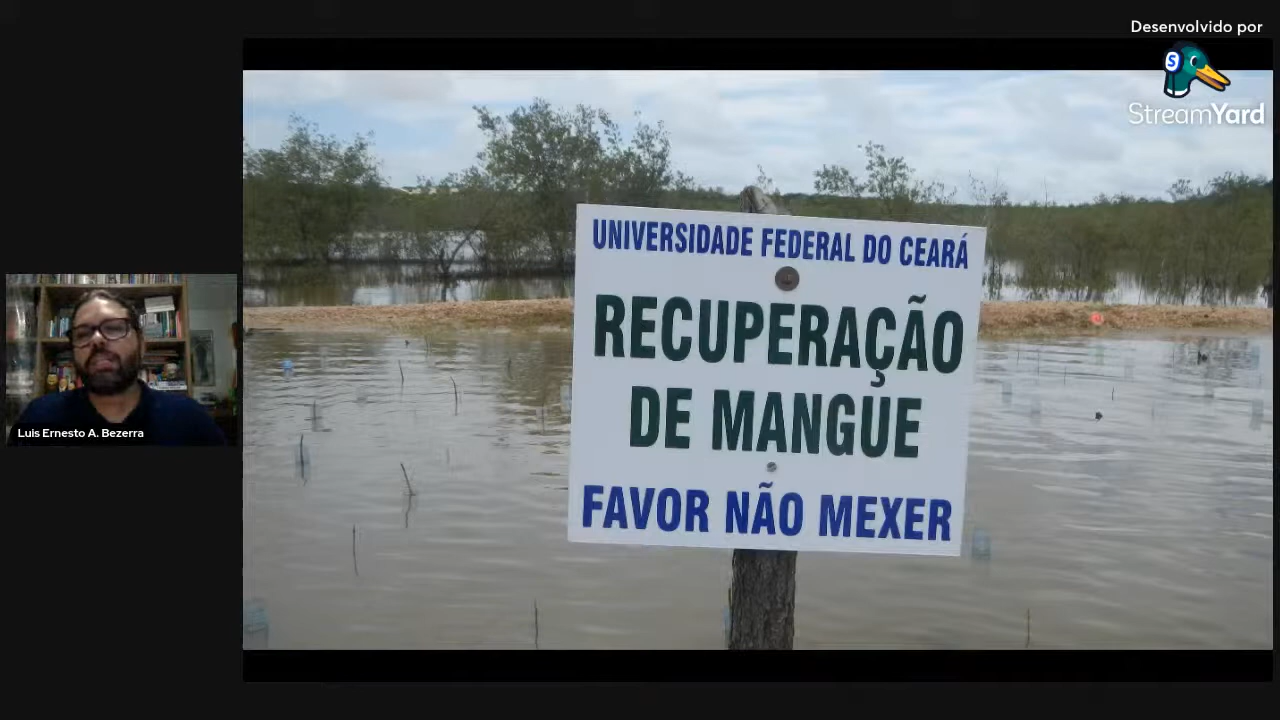 Desenvolvido por
StreamYard
UNIVERSIDADE FEDERAL DO CEARÁ
RECUPERAÇÃO
DE MANGUE
FAVOR NÃO MEXER
Luis Ernesto A. Bezerra